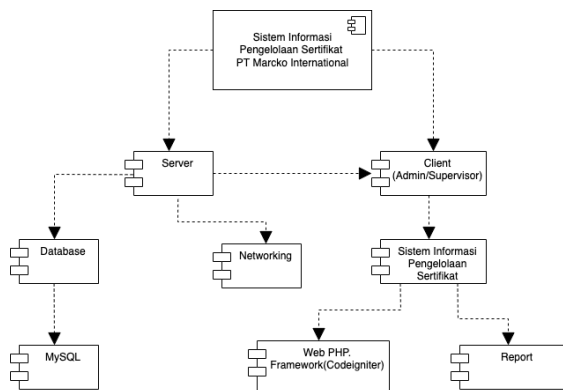 Sistem Informasi
Pengelolaan Sertifikat
PT Marcko International
Server
Client
(Admin/Supervisor)
Database
Networking
Sistem Informasi
Pengelolaan
Sertifikat
MySQL
Web PHP.
Framework(Codeigniter)
Report